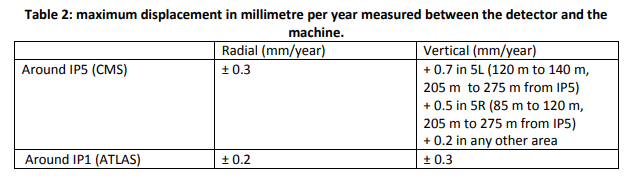 Table 2: maximum displacement in millimetre per year measured between the detector and the
machine.
Radial (mm/year) Vertical (mm/year)
Around IP5 (CMS) ± 0.3 + 0.7 in 5L (120 m to 140 m,
205 m to 275 m from IP5)
+ 0.5 in 5R (85 m to 120 m,
205 m to 275 m from IP5)
+ 0.2 in any other area
Around IP1 (ATLAS) ± 0.2 ± 0.3